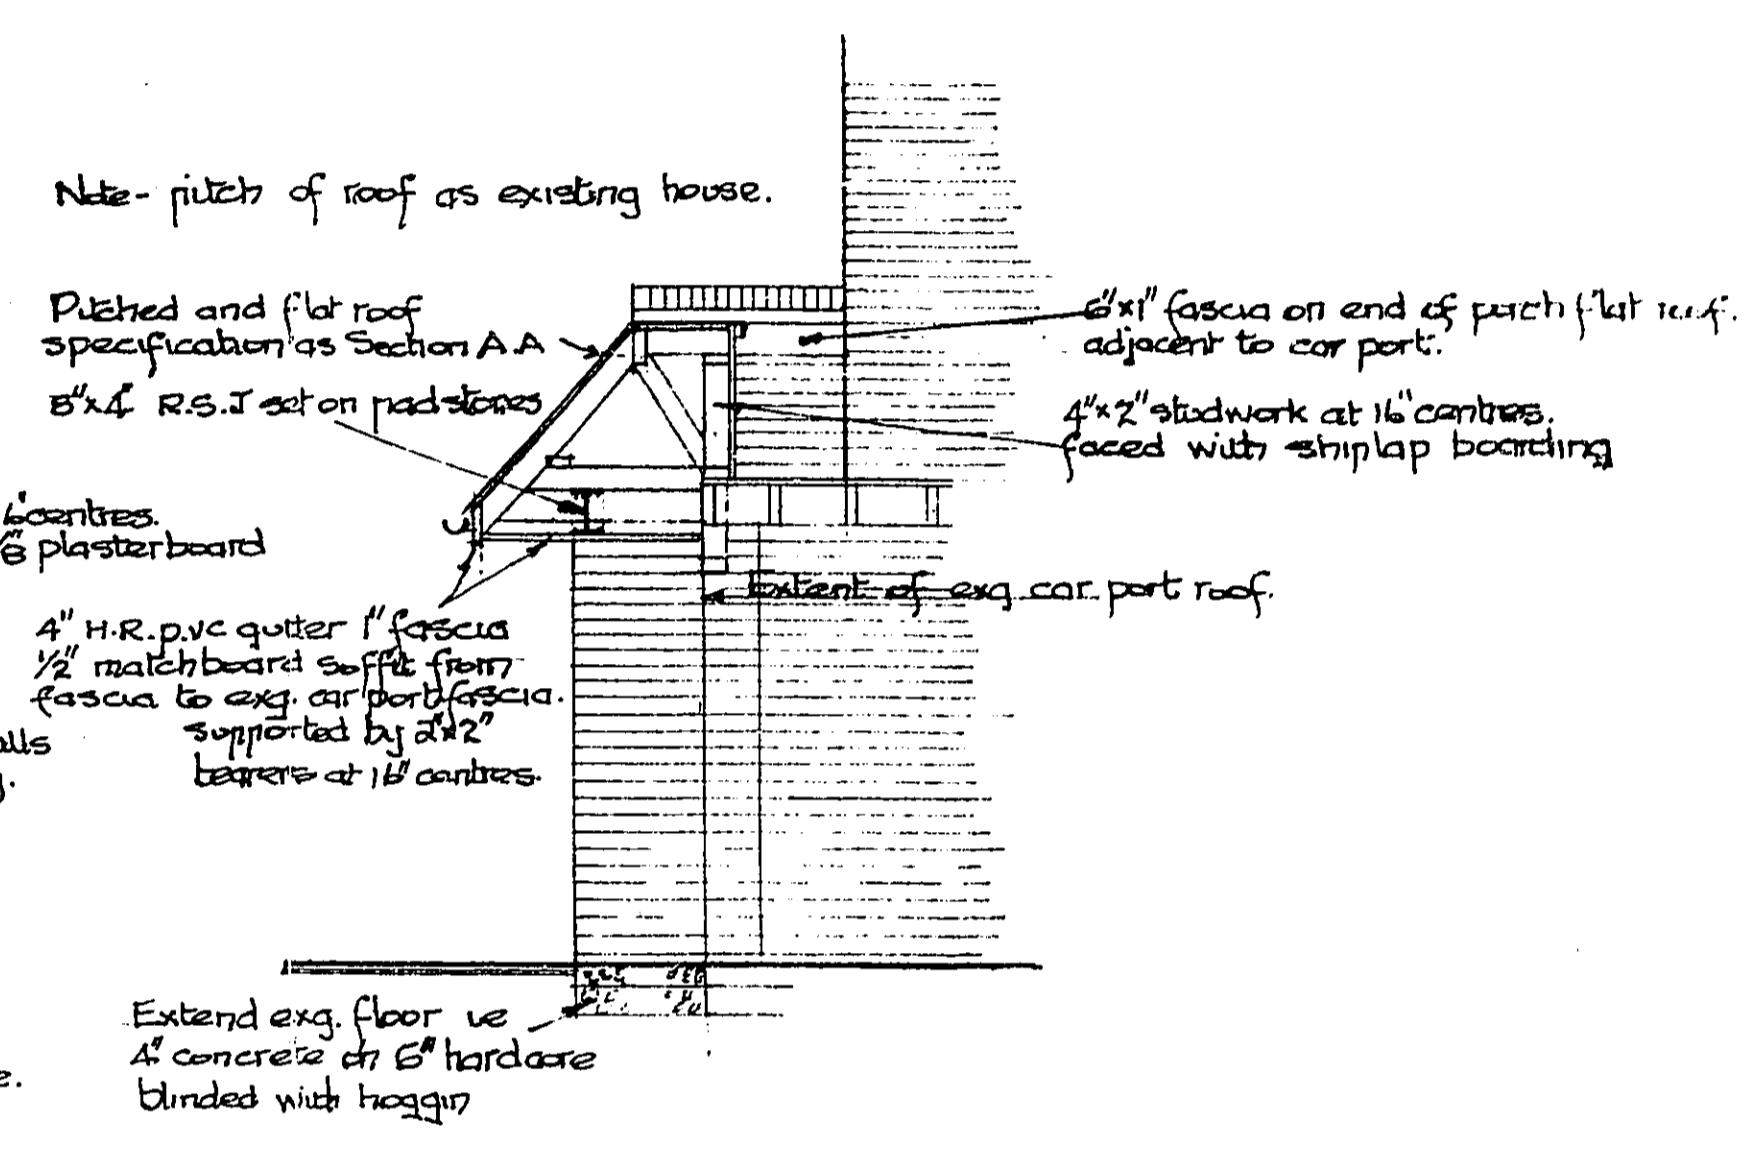 Note- pitch of roof as existing house.
Pitched and flat roof
specification as Section A.A
8"x4" R.S.J set on padstones
6"centres.
plasterboard
4" H.R.p.vc gutter 1" fascia
1/2" matchboard soffit from
fascia to exg. car port fascia.
supported by 2"x2"
bearers at 16" centres.
alls
Extend exg. floor ie
4" concrete on 6" hardcore
blinded with hoggin
e.
6"x1" fascia on end of porch flat roof.
adjacent to car port.
4"x2" studwork at 16" centres.
faced with shiplap boarding
Extent of exg. car port roof.